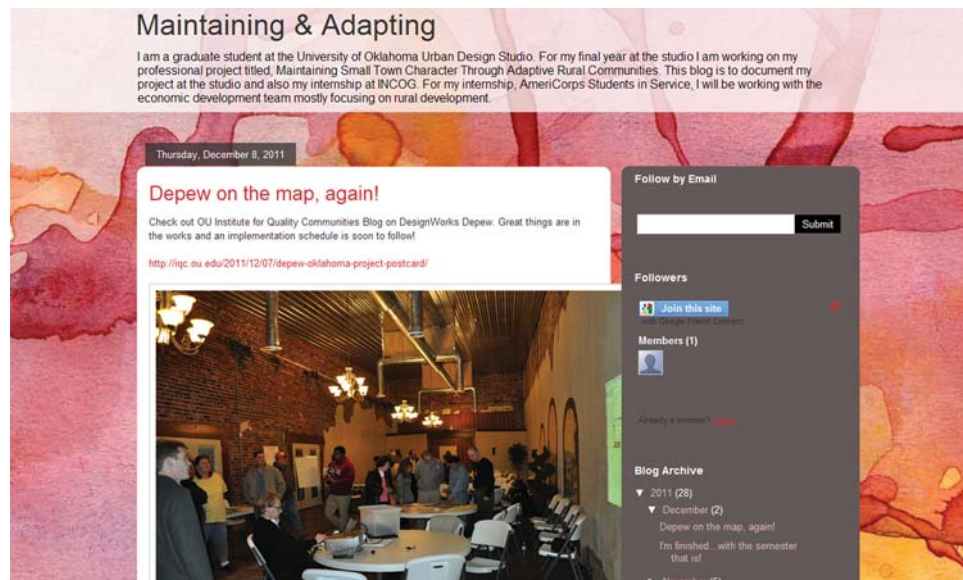 Maintaining & Adapting
I am a graduate student at the University of Oklahoma Urban Design Studio. For my final year at the studio I am working on my
professional project titled, Maintaining Small Town Character Through Adaptive Rural Communities. This blog is to document my
project at the studio and also my internship at INCOG. For my internship, AmeriCorps Students in Service, I will be working with the
economic development team mostly focusing on rural development.
Thursday, December 8, 2011
Depew on the map, again!
Check out OU Institute for Quality Communities Blog on DesignWorks Depew. Great things are in
the works and an implementation schedule is soon to follow!
http://iqc.ou.edu/2011/12/07/depew-oklahoma-project-postcard/
Follow by Email
Submit
Followers
Join this site
with Google Friend Connect
Members (1)
Already a member?
Blog Archive
▼ 2011 (28)
▼ December (2)
Depew on the map, again!
I'm finished...with the semester
that is!